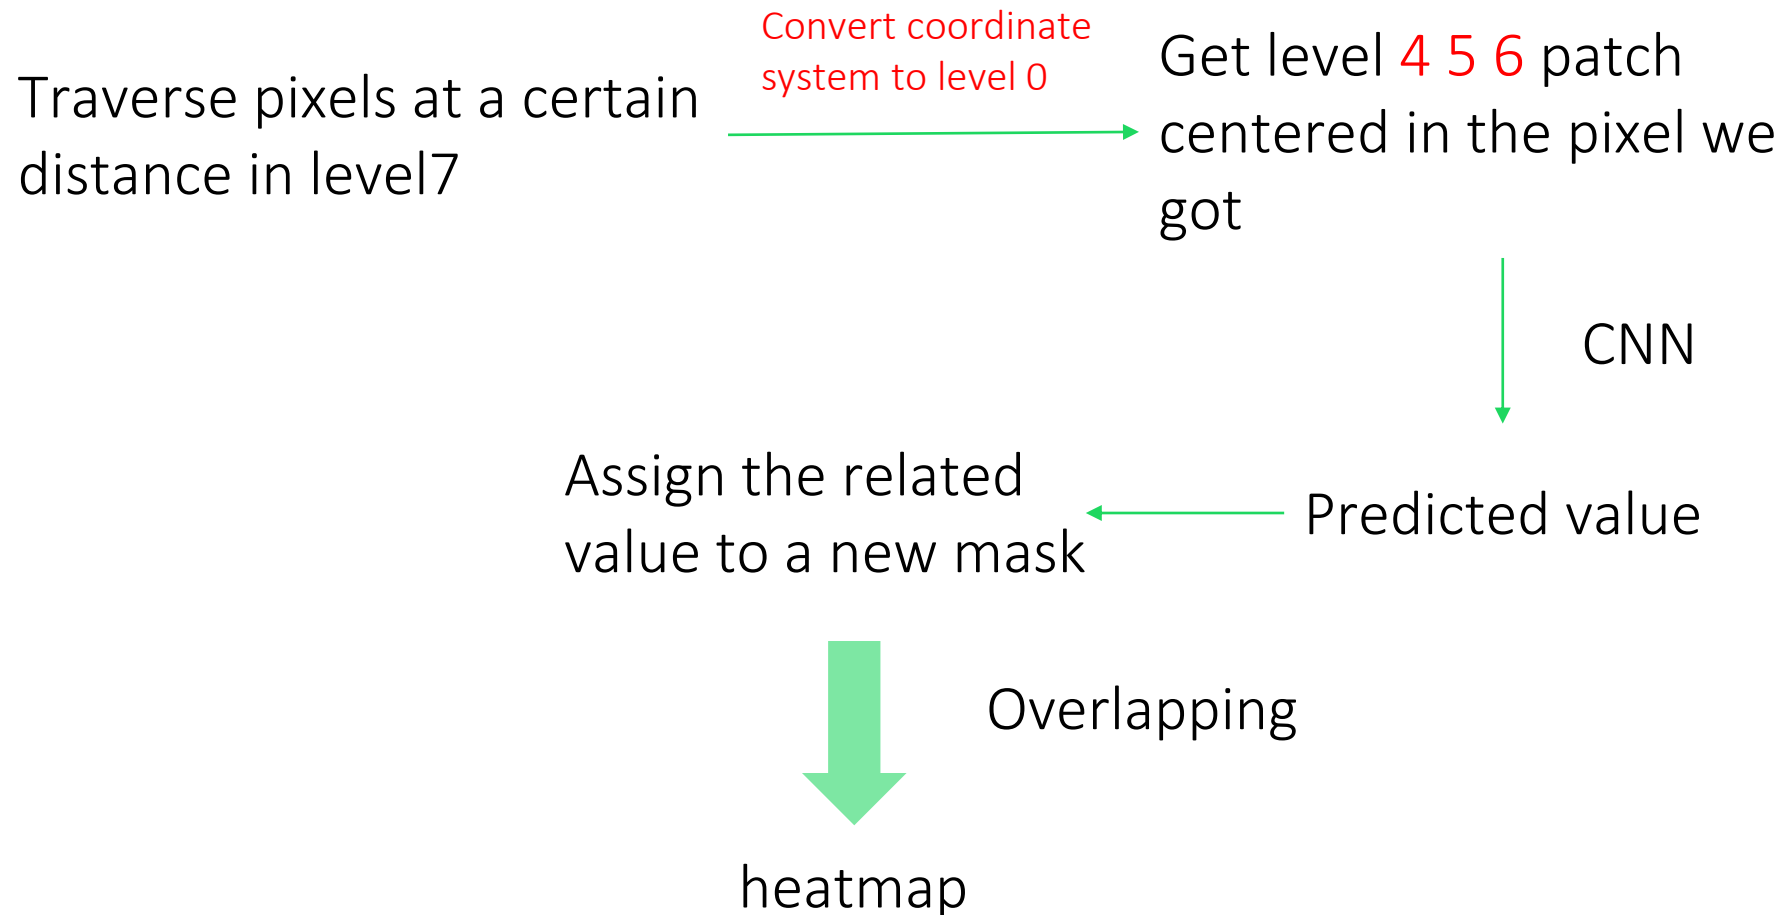 Traverse pixels at a certain
distance in level7
Convert coordinate
system to level 0
Get level 4 5 6 patch
centered in the pixel we
got
CNN
Predicted value
Assign the related
value to a new mask
Overlapping
heatmap